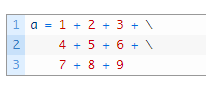 1 a = 1 + 2 + 3 + \
2     4 + 5 + 6 + \
3     7 + 8 + 9